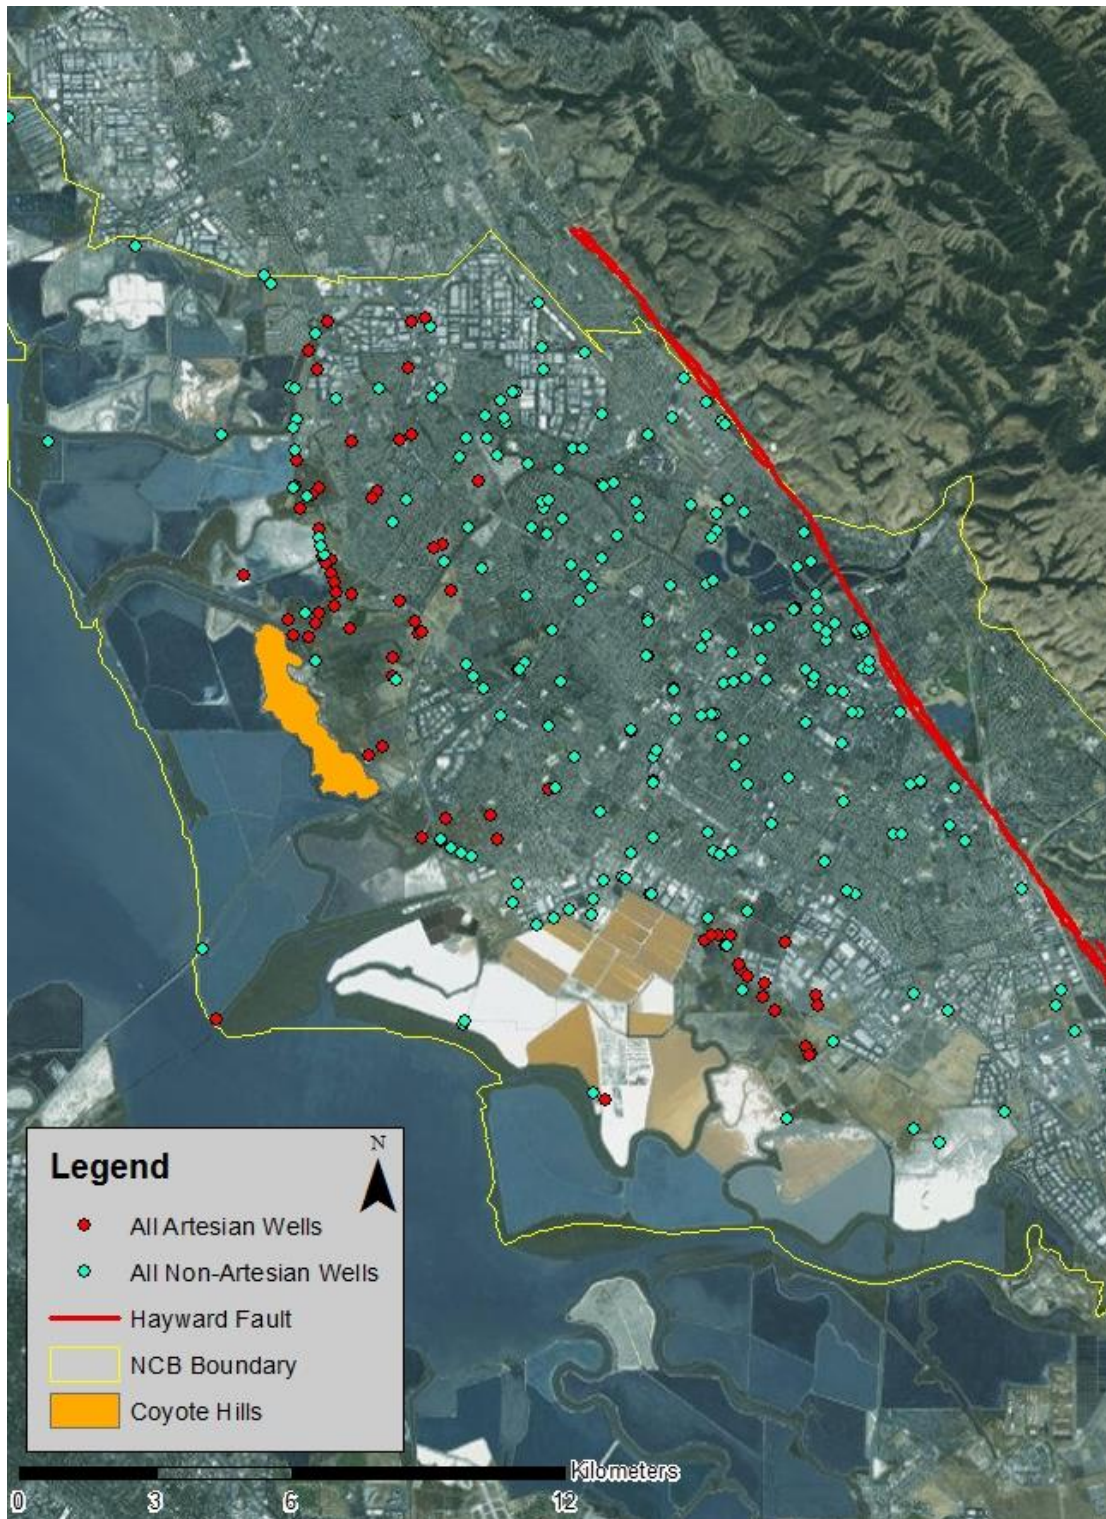 N
Legend
All Artesian Wells
All Non-Artesian Wells
Hayward Fault
NCB Boundary
Coyote Hills
Kilometers
0 3 6 12